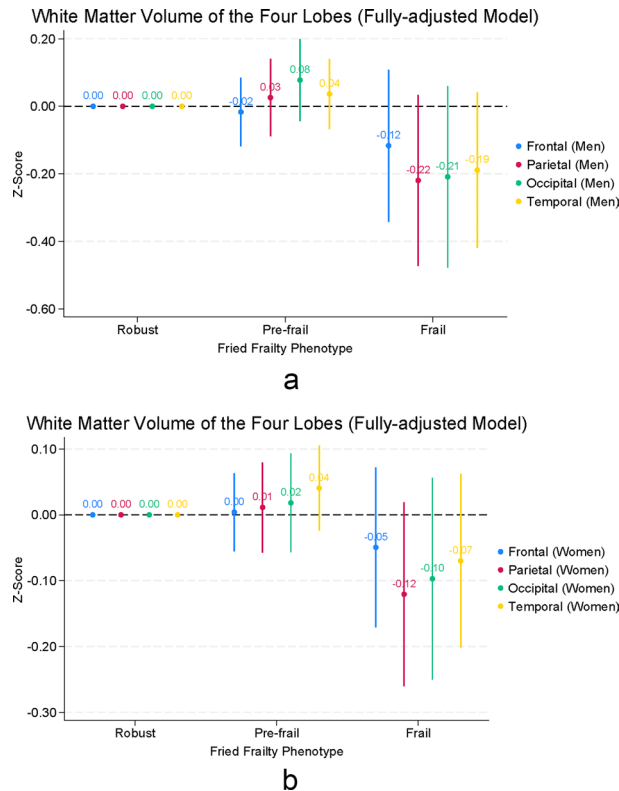 White Matter Volume of the Four Lobes (Fully-adjusted Model)
0.20
0.00
-0.20
-0.40
-0.60
Z-Score
0.00 0.00 0.00 0.00
-0.02 0.03 0.08 0.04
-0.12 -0.22 -0.21 -0.19
Frontal (Men)
Parietal (Men)
Occipital (Men)
Temporal (Men)
Robust Pre-frail Frail
Fried Frailty Phenotype
a
White Matter Volume of the Four Lobes (Fully-adjusted Model)
0.10
0.00
-0.10
-0.20
-0.30
Z-Score
0.00 0.00 0.00 0.00
0.00 0.01 0.02 0.04
-0.05 -0.12 -0.10 -0.07
Frontal (Women)
Parietal (Women)
Occipital (Women)
Temporal (Women)
Robust Pre-frail Frail
Fried Frailty Phenotype
b